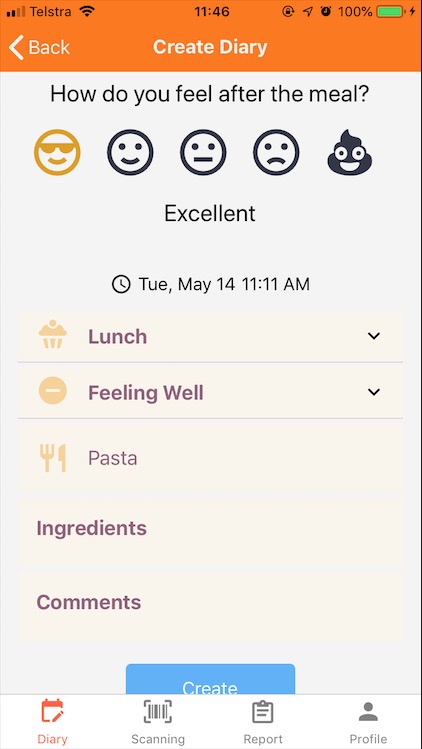 Telstra 11:46 100%
Back Create Diary
How do you feel after the meal?
Excellent
Tue, May 14 11:11 AM
Lunch
Feeling Well
Pasta
Ingredients
Comments
Create
Diary Scanning Report Profile